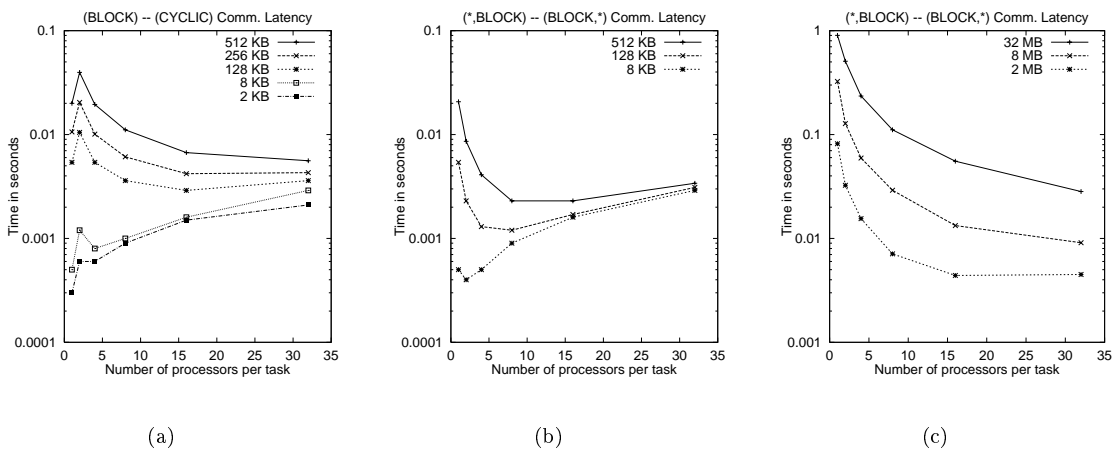 (BLOCK) -- (CYCLIC) Comm. Latency
0.1
0.01
0.001
0.0001
Time in seconds
512 KB
256 KB
128 KB
8 KB
2 KB
0 5 10 15 20 25 30 35
Number of processors per task
(a)
(*,BLOCK) -- (BLOCK,*) Comm. Latency
0.1
0.01
0.001
0.0001
Time in seconds
512 KB
128 KB
8 KB
0 5 10 15 20 25 30 35
Number of processors per task
(b)
(*,BLOCK) -- (BLOCK,*) Comm. Latency
1
0.1
0.01
0.001
Time in seconds
32 MB
8 MB
2 MB
0 5 10 15 20 25 30 35
Number of processors per task
(c)